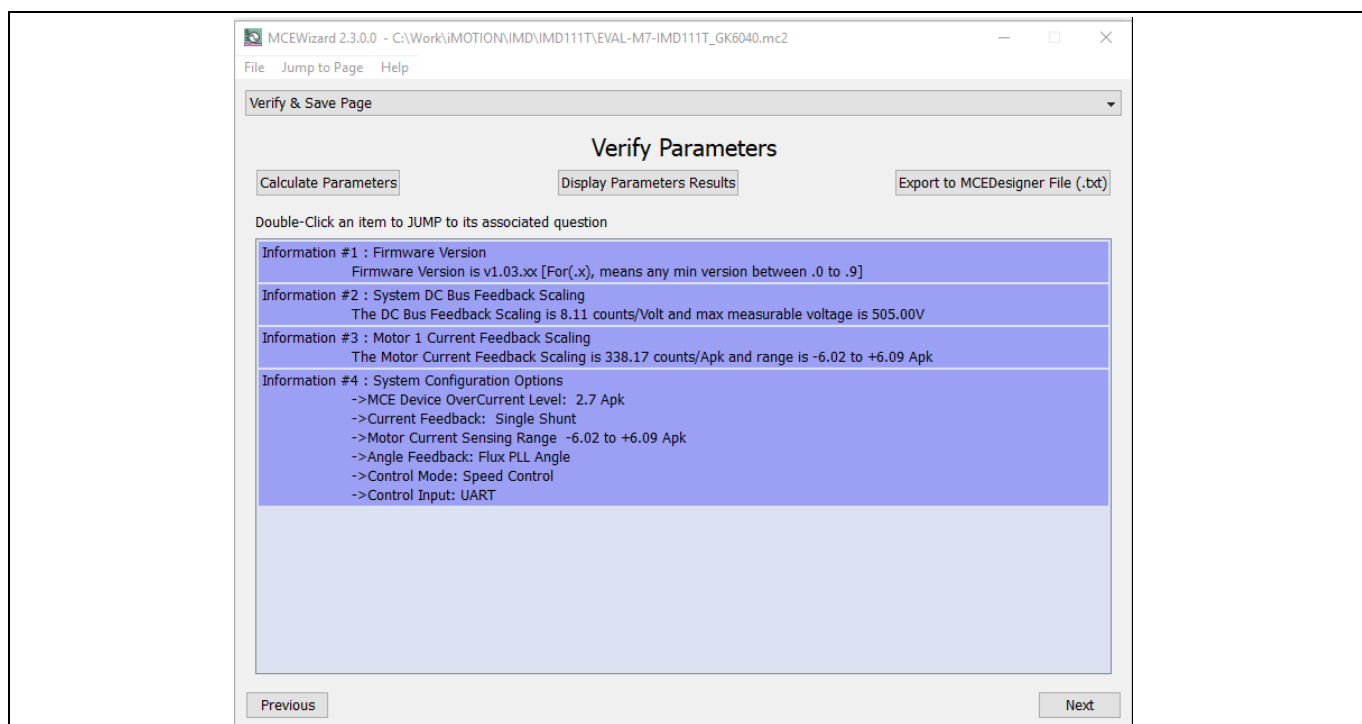 MCEWizard 2.3.0.0 - C:\Work\iMOTION\IMD\IMD111T\EVAL-M7-IMD111T_GK6040.mc2
File Jump to Page Help
Verify & Save Page
Verify Parameters
Calculate Parameters Display Parameters Results Export to MCEDesigner File (.txt)
Double-Click an item to JUMP to its associated question
Information #1 : Firmware Version
Firmware Version is v1.03.xx [For(.x), means any min version between .0 to .9]
Information #2 : System DC Bus Feedback Scaling
The DC Bus Feedback Scaling is 8.11 counts/Volt and max measurable voltage is 505.00V
Information #3 : Motor 1 Current Feedback Scaling
The Motor Current Feedback Scaling is 338.17 counts/Apk and range is -6.02 to +6.09 Apk
Information #4 : System Configuration Options
->MCE Device OverCurrent Level: 2.7 Apk
->Current Feedback: Single Shunt
->Motor Current Sensing Range -6.02 to +6.09 Apk
->Angle Feedback: Flux PLL Angle
->Control Mode: Speed Control
->Control Input: UART
Previous Next